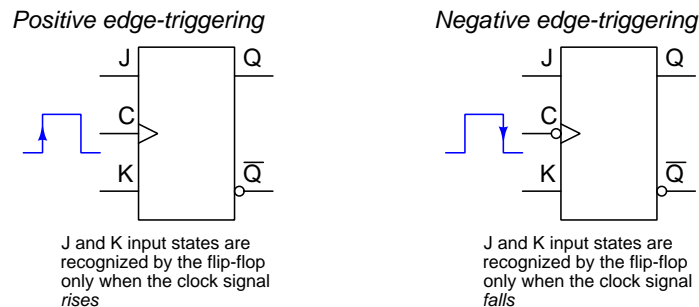 Positive edge-triggering
J
Q
C
K
Q̅
J and K input states are
recognized by the flip-flop
only when the clock signal
rises
Negative edge-triggering
J
Q
C
K
Q̅
J and K input states are
recognized by the flip-flop
only when the clock signal
falls